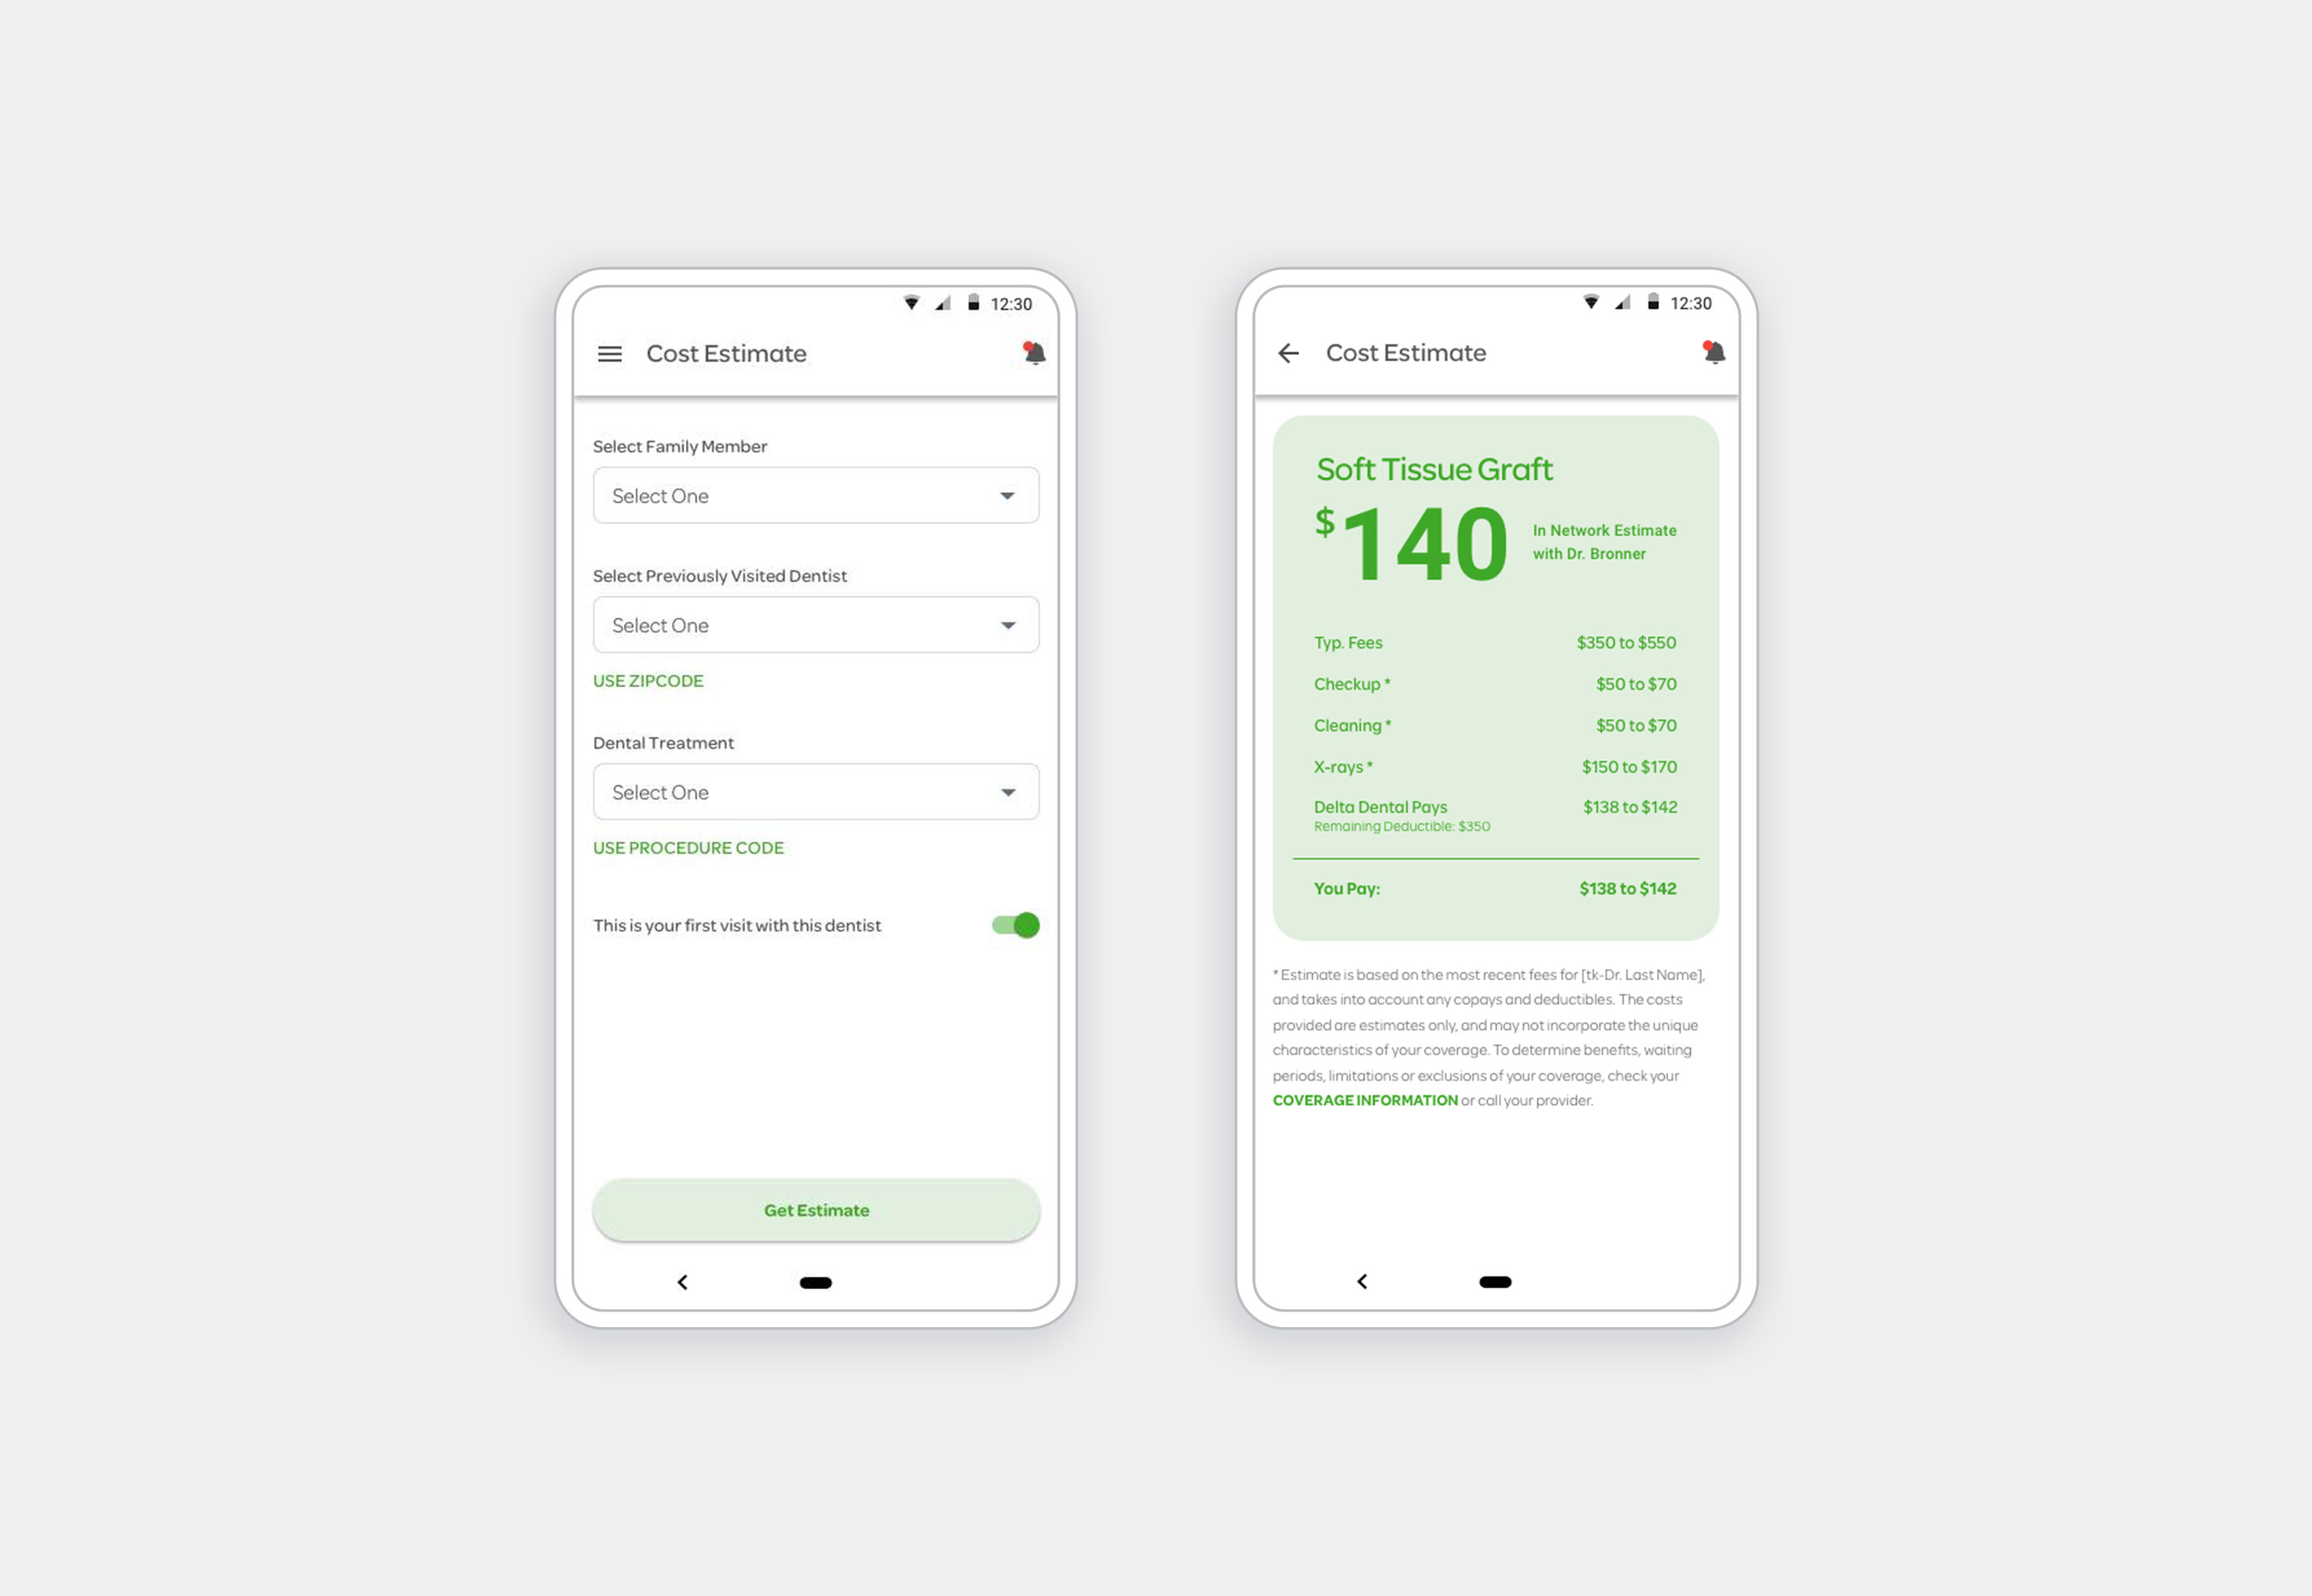 12:30
Cost Estimate
Select Family Member
Select One
Select Previously Visited Dentist
Select One
USE ZIPCODE
Dental Treatment
Select One
USE PROCEDURE CODE
This is your first visit with this dentist
Get Estimate
12:30
Cost Estimate
Soft Tissue Graft
$140
In Network Estimate
with Dr. Bronner
Typ. Fees $350 to $550
Checkup * $50 to $70
Cleaning * $50 to $70
X-rays * $150 to $170
Delta Dental Pays $138 to $142
Remaining Deductible: $350
You Pay: $138 to $142
* Estimate is based on the most recent fees for [tk-Dr. Last Name],
and takes into account any copays and deductibles. The costs
provided are estimates only, and may not incorporate the unique
characteristics of your coverage. To determine benefits, waiting
periods, limitations or exclusions of your coverage, check your
COVERAGE INFORMATION or call your provider.